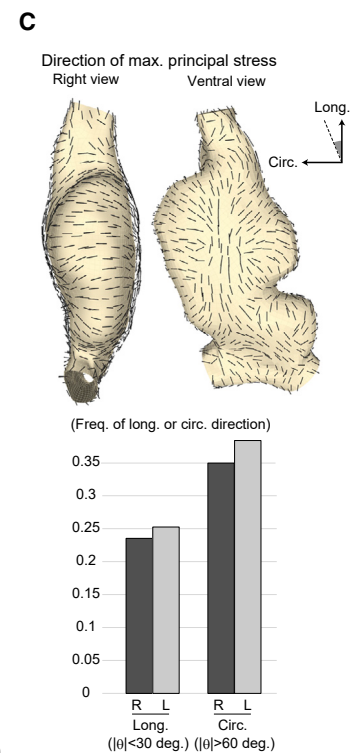 C
Direction of max. principal stress
Right view
Ventral view
Long.
Circ.
(Freq. of long. or circ. direction)
0.35
0.3
0.25
0.2
0.15
0.1
0.05
0
R L R L
Long. Circ.
(|θ|<30 deg.) (|θ|>60 deg.)